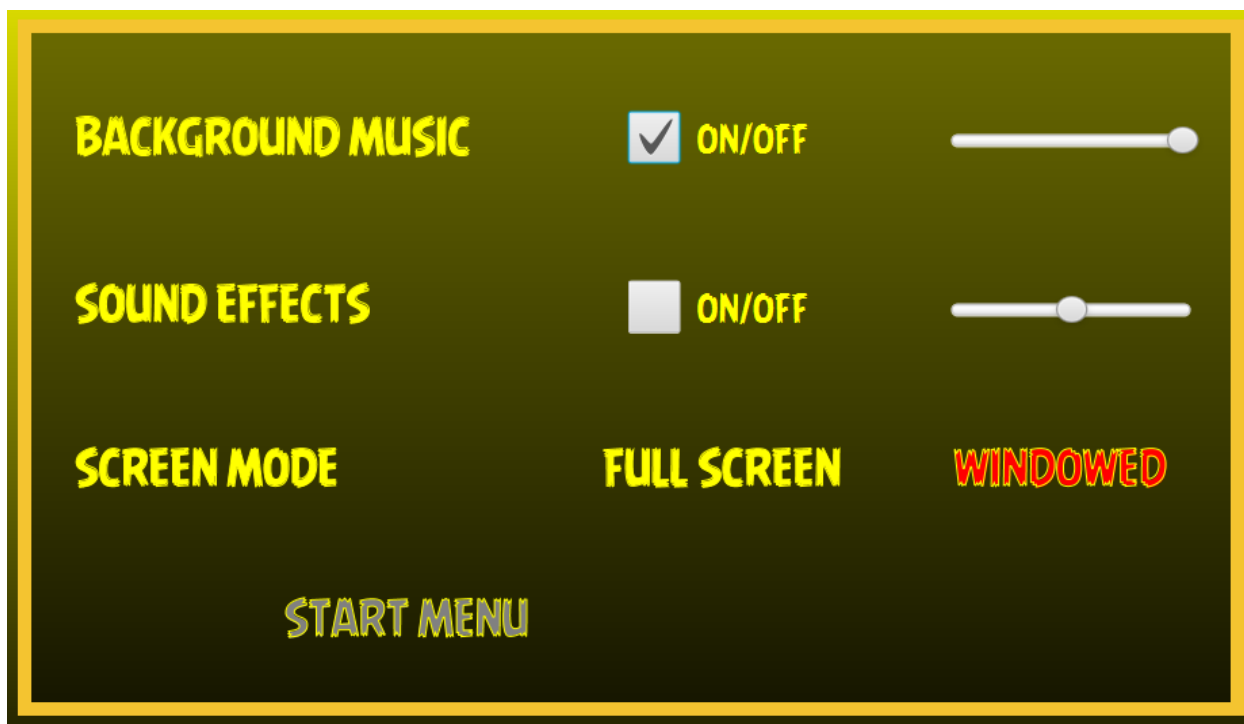 BACKGROUND MUSIC ON/OFF
SOUND EFFECTS ON/OFF
SCREEN MODE FULL SCREEN WINDOWED
START MENU